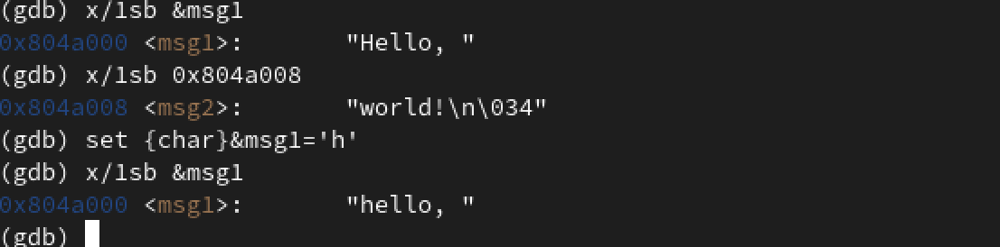 (gdb) x/1sb &msg1
0x804a000 <msg1>:       "Hello, "
(gdb) x/1sb 0x804a008
0x804a008 <msg2>:       "world!\n\034"
(gdb) set {char}&msg1='h'
(gdb) x/1sb &msg1
0x804a000 <msg1>:       "hello, "
(gdb)